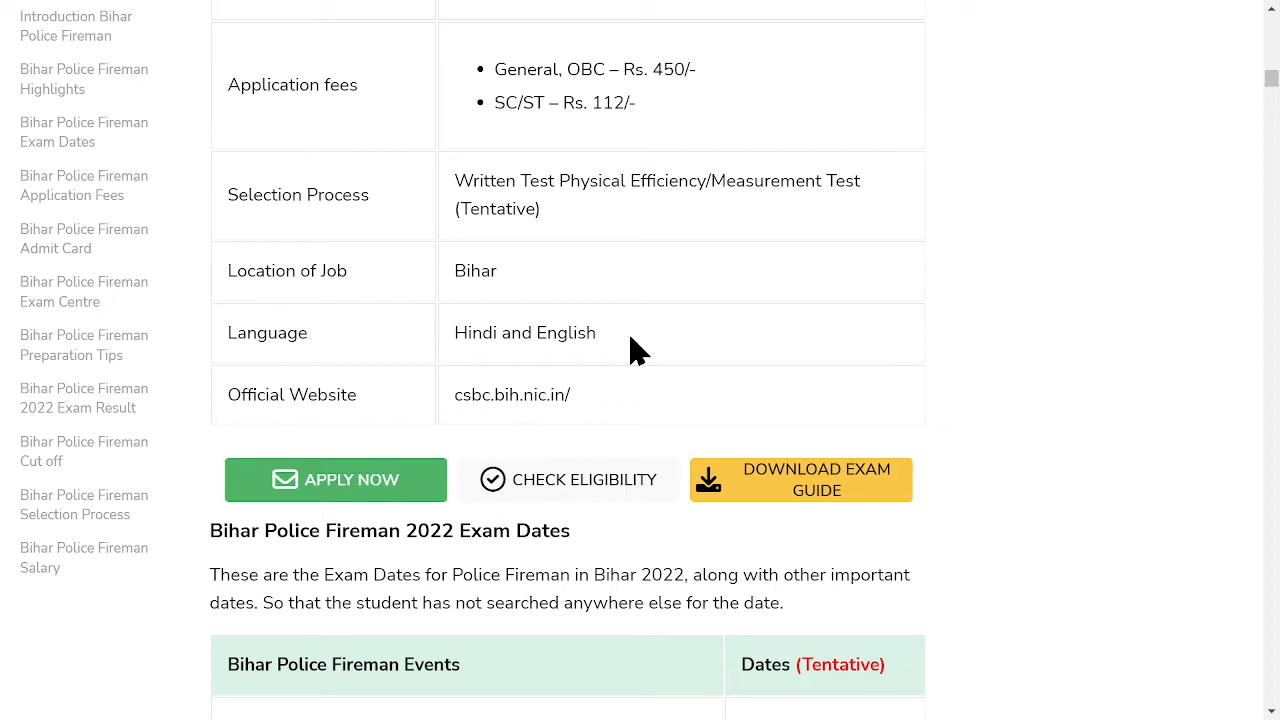 Introduction Bihar
Police Fireman
Bihar Police Fireman
Highlights
Bihar Police Fireman
Exam Dates
Bihar Police Fireman
Application Fees
Bihar Police Fireman
Admit Card
Bihar Police Fireman
Exam Centre
Bihar Police Fireman
Preparation Tips
Bihar Police Fireman
2022 Exam Result
Bihar Police Fireman
Cut off
Bihar Police Fireman
Selection Process
Bihar Police Fireman
Salary
Application fees
• General, OBC – Rs. 450/-
• SC/ST – Rs. 112/-
Selection Process
Written Test Physical Efficiency/Measurement Test
(Tentative)
Location of Job
Bihar
Language
Hindi and English
Official Website
csbc.bih.nic.in/
APPLY NOW
CHECK ELIGIBILITY
DOWNLOAD EXAM
GUIDE
Bihar Police Fireman 2022 Exam Dates
These are the Exam Dates for Police Fireman in Bihar 2022, along with other important
dates. So that the student has not searched anywhere else for the date.
Bihar Police Fireman Events
Dates (Tentative)